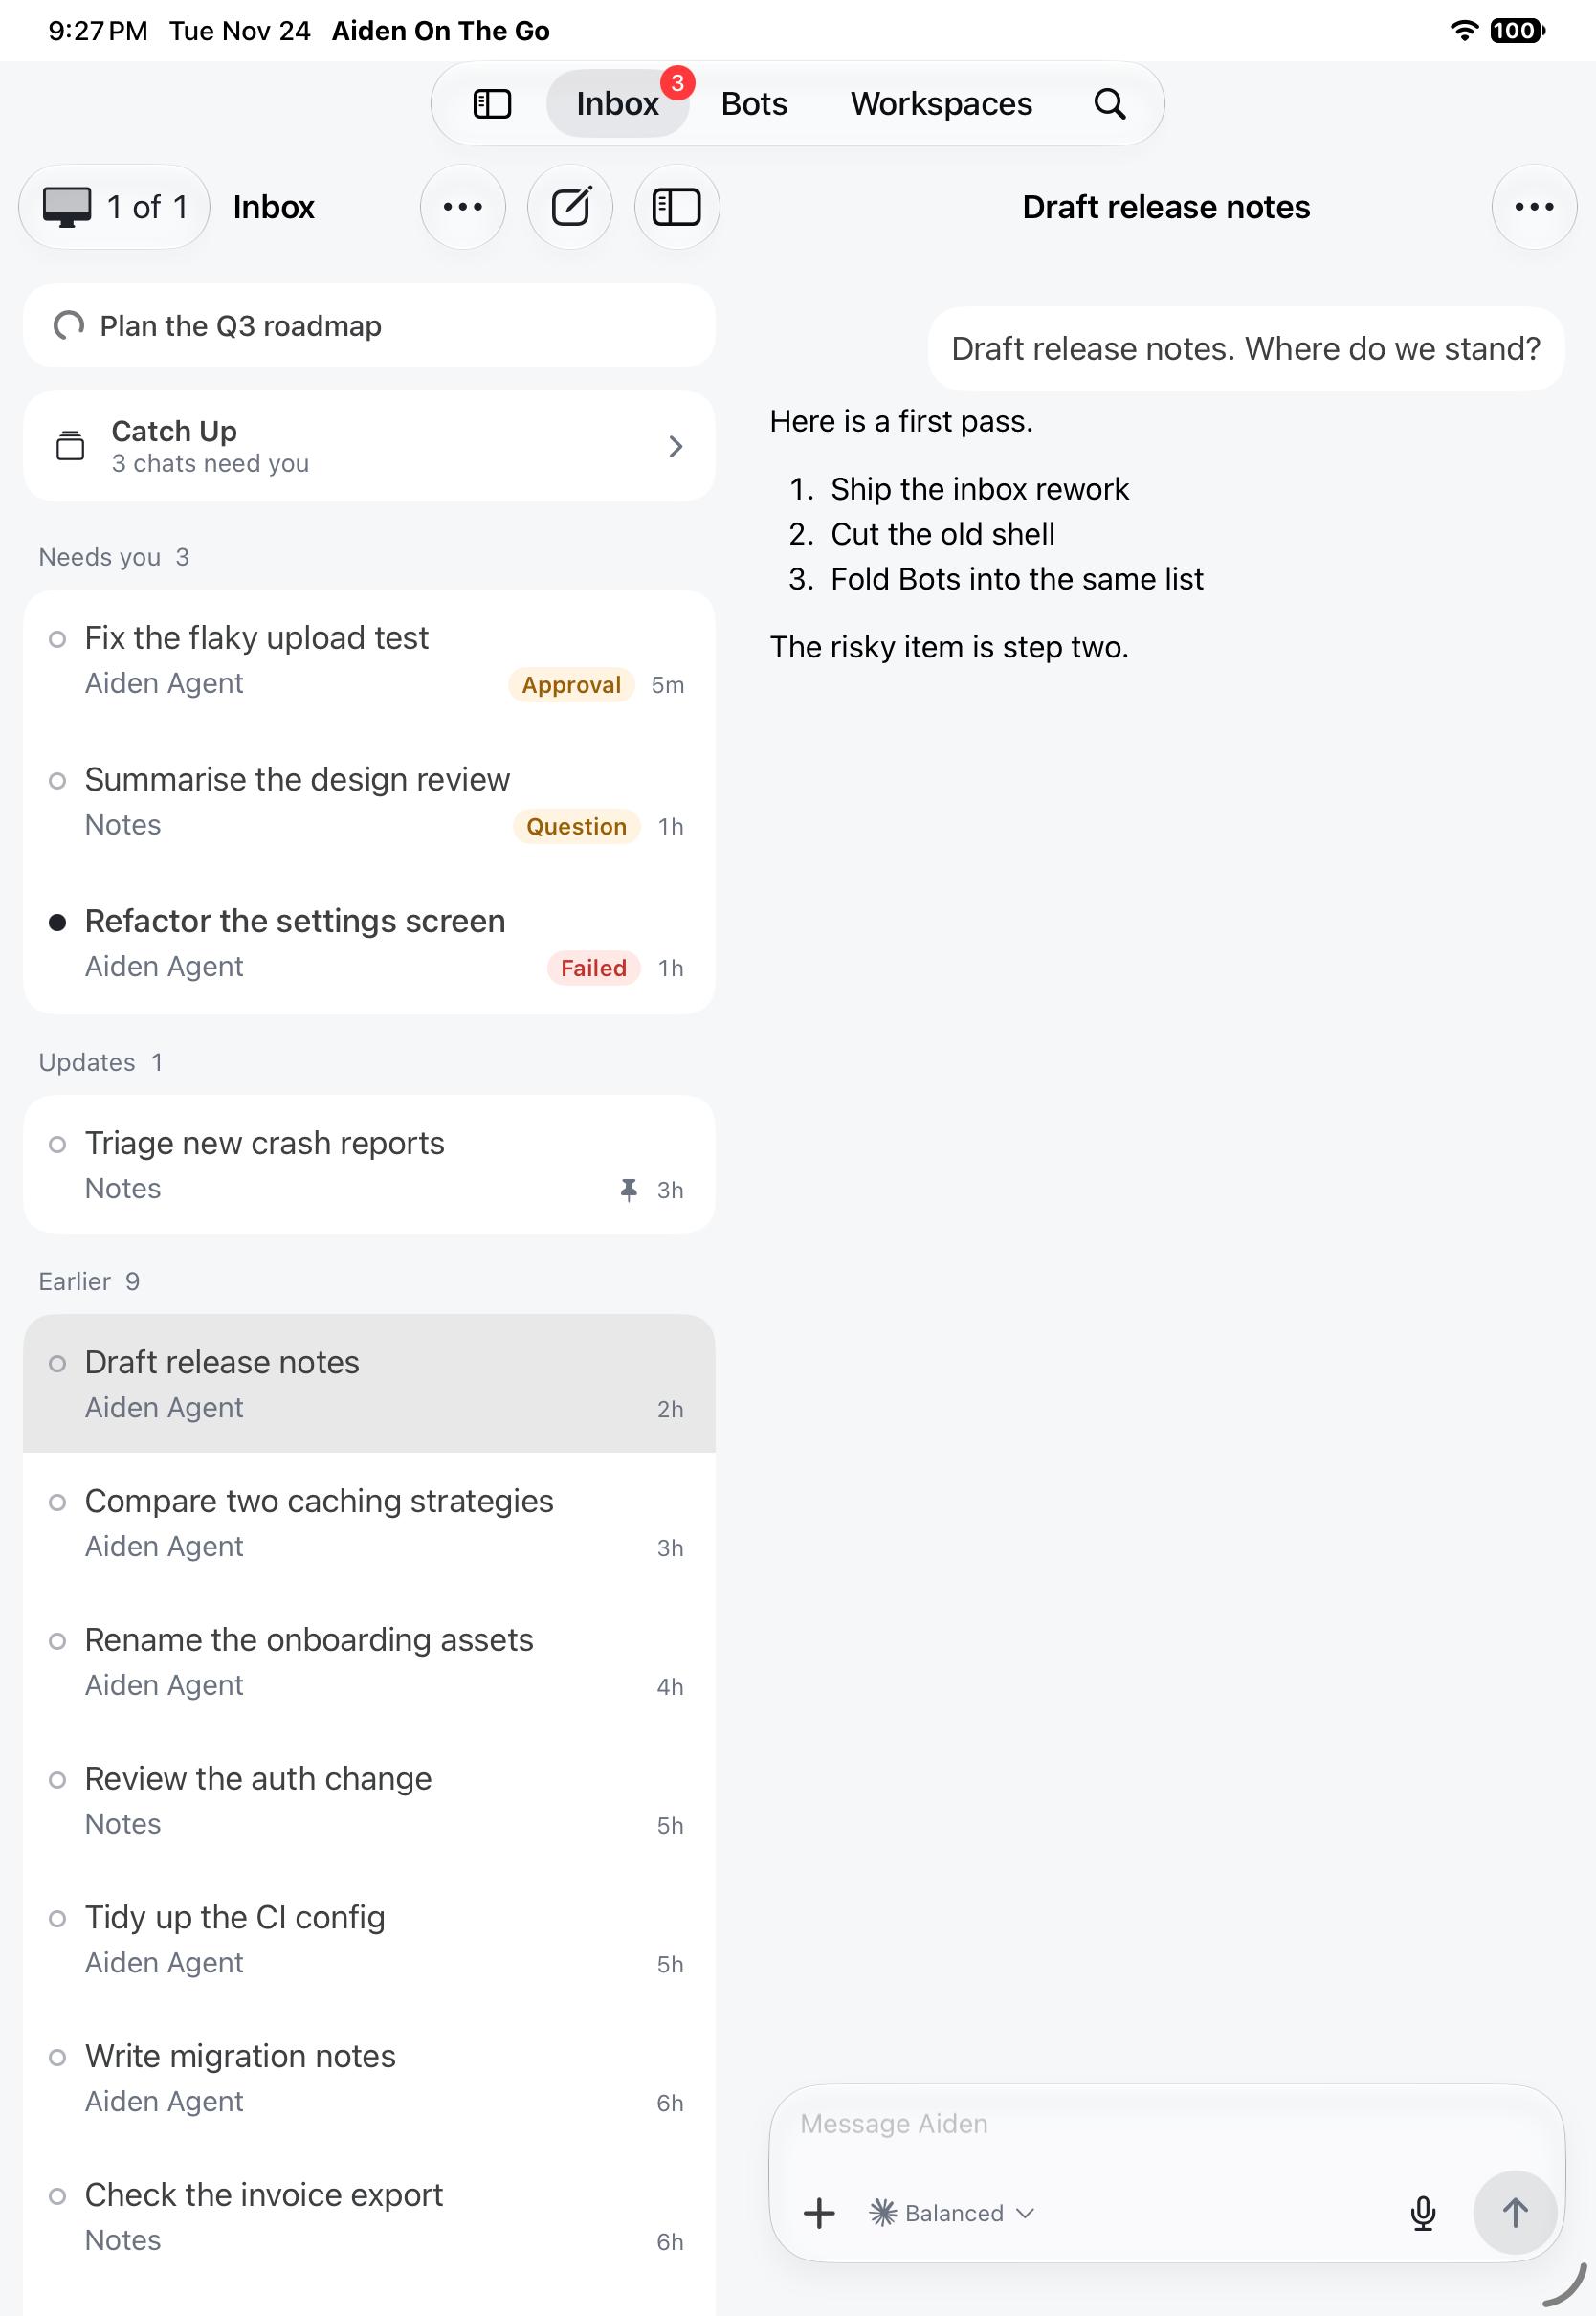 9:27 PM Tue Nov 24 Aiden On The Go
100
Inbox 3 Bots Workspaces
1 of 1 Inbox
Plan the Q3 roadmap
Catch Up
3 chats need you
Needs you 3
Fix the flaky upload test
Aiden Agent Approval 5m
Summarise the design review
Notes Question 1h
Refactor the settings screen
Aiden Agent Failed 1h
Updates 1
Triage new crash reports
Notes 3h
Earlier 9
Draft release notes
Aiden Agent 2h
Compare two caching strategies
Aiden Agent 3h
Rename the onboarding assets
Aiden Agent 4h
Review the auth change
Notes 5h
Tidy up the CI config
Aiden Agent 5h
Write migration notes
Aiden Agent 6h
Check the invoice export
Notes 6h
Draft release notes
Draft release notes. Where do we stand?
Here is a first pass.
1. Ship the inbox rework
2. Cut the old shell
3. Fold Bots into the same list
The risky item is step two.
Message Aiden
Balanced